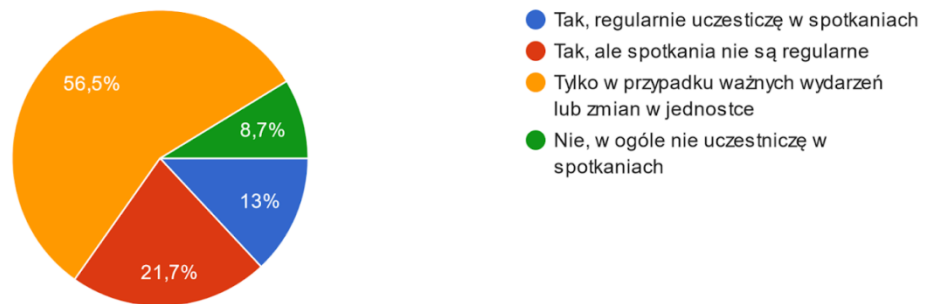 56,5%
8,7%
13%
21,7%
Tak, regularnie uczesticzę w spotkaniach
Tak, ale spotkania nie są regularne
Tylko w przypadku ważnych wydarzeń
lub zmian w jednostce
Nie, w ogóle nie uczestniczę w
spotkaniach